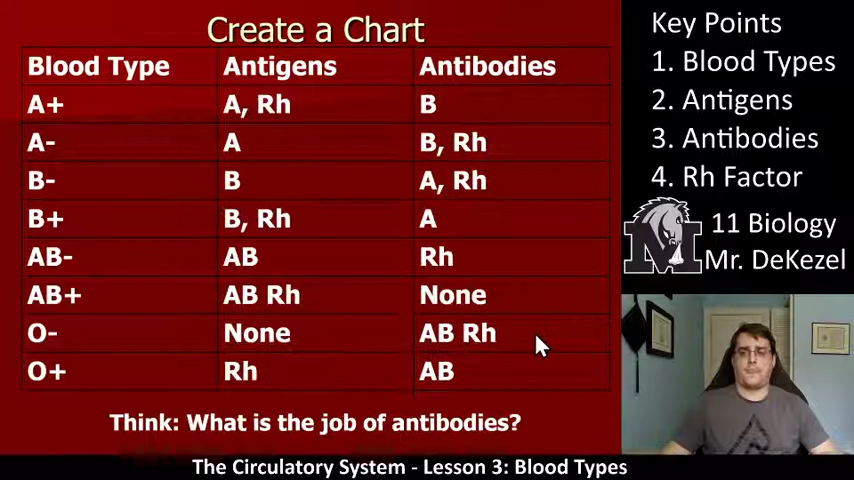 Create a Chart
Blood Type Antigens Antibodies
A+ A, Rh B
A- A B, Rh
B- B A, Rh
B+ B, Rh A
AB- AB Rh
AB+ AB Rh None
O- None AB Rh
O+ Rh AB
Think: What is the job of antibodies?
Key Points
1. Blood Types
2. Antigens
3. Antibodies
4. Rh Factor
M
11 Biology
Mr. DeKezel
The Circulatory System - Lesson 3: Blood Types